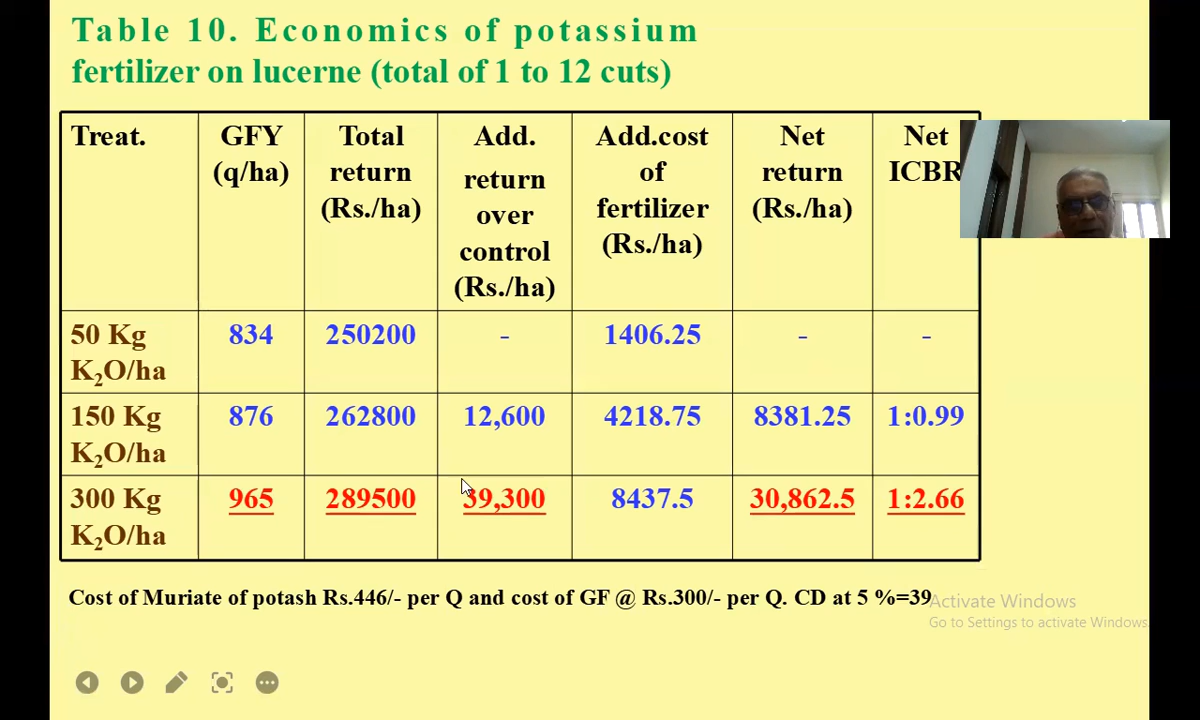 Table 10. Economics of potassium
fertilizer on lucerne (total of 1 to 12 cuts)
Treat. GFY (q/ha) Total return (Rs./ha) Add. return over control (Rs./ha) Add.cost of fertilizer (Rs./ha) Net return (Rs./ha) Net ICBR
50 Kg K₂O/ha 834 250200 - 1406.25 - -
150 Kg K₂O/ha 876 262800 12,600 4218.75 8381.25 1:0.99
300 Kg K₂O/ha 965 289500 39,300 8437.5 30,862.5 1:2.66
Cost of Muriate of potash Rs.446/- per Q and cost of GF @ Rs.300/- per Q. CD at 5 %=39
Activate Windows
Go to Settings to activate Windows.